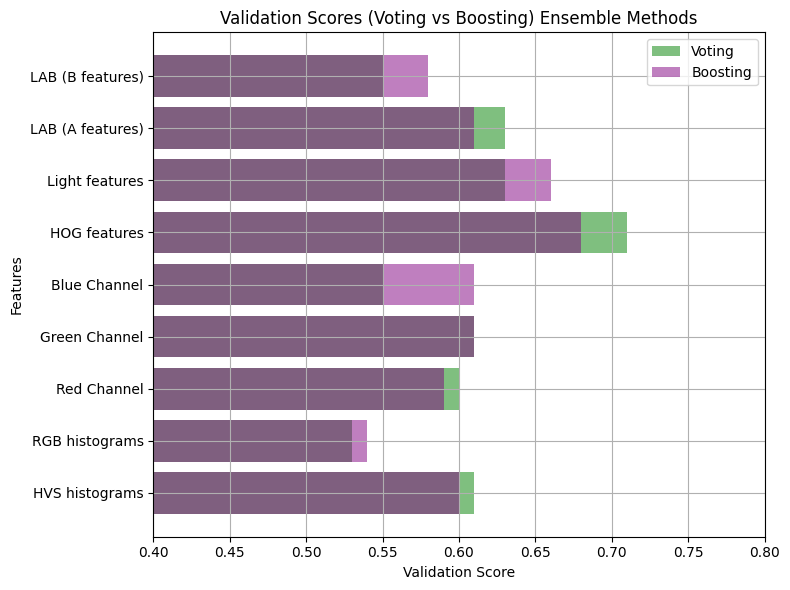 Validation Scores (Voting vs Boosting) Ensemble Methods
Voting
Boosting
LAB (B features)
LAB (A features)
Light features
HOG features
Blue Channel
Green Channel
Red Channel
RGB histograms
HVS histograms
Features
0.40 0.45 0.50 0.55 0.60 0.65 0.70 0.75 0.80
Validation Score